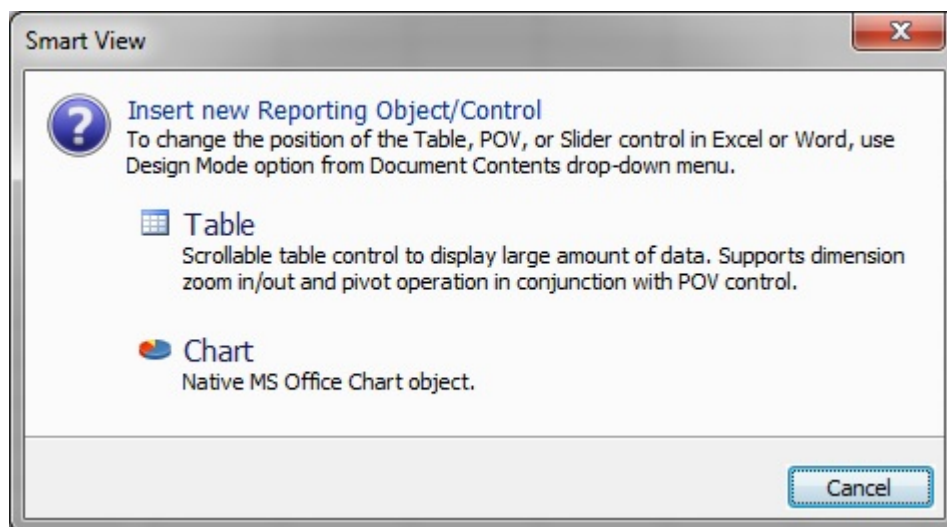 Smart View
Insert new Reporting Object/Control
To change the position of the Table, POV, or Slider control in Excel or Word, use
Design Mode option from Document Contents drop-down menu.
Table
Scrollable table control to display large amount of data. Supports dimension
zoom in/out and pivot operation in conjunction with POV control.
Chart
Native MS Office Chart object.
Cancel